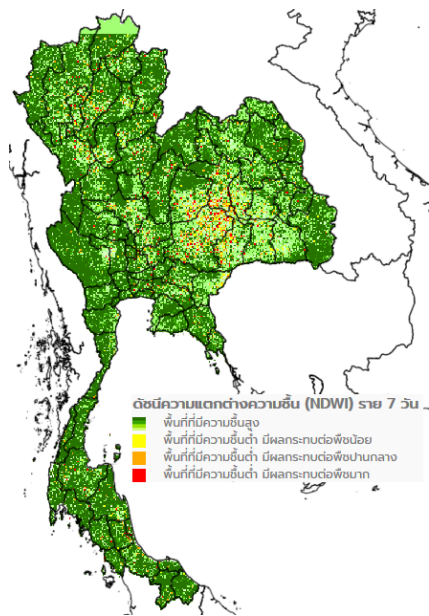 ดัชนีความแตกต่างความชื้น (NDWI) ราย 7 วัน
พื้นที่ที่มีความชื้นสูง
พื้นที่ที่มีความชื้นต่ำ มีผลกระทบต่อพืชน้อย
พื้นที่ที่มีความชื้นต่ำ มีผลกระทบต่อพืชปานกลาง
พื้นที่ที่มีความชื้นต่ำ มีผลกระทบต่อพืชมาก